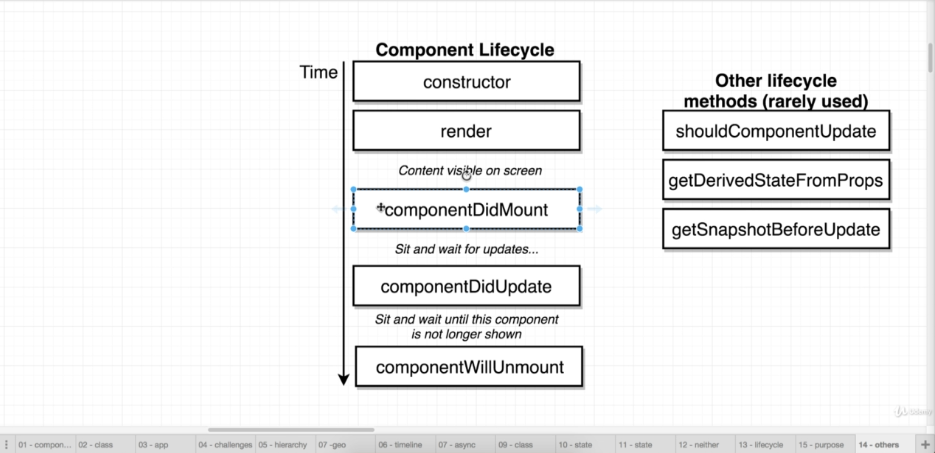 Component Lifecycle
Time
constructor
render
Content visible on screen
componentDidMount
Sit and wait for updates...
componentDidUpdate
Sit and wait until this component
is not longer shown
componentWillUnmount
Other lifecycle
methods (rarely used)
shouldComponentUpdate
getDerivedStateFromProps
getSnapshotBeforeUpdate
Udemy
01 - compon... 02 - class 03 - app 04 - challenges 05 - hierarchy 07 -geo 06 - timeline 07 - async 09 - class 10 - state 11 - state 12 - neither 13 - lifecycle 15 - purpose 14 - others